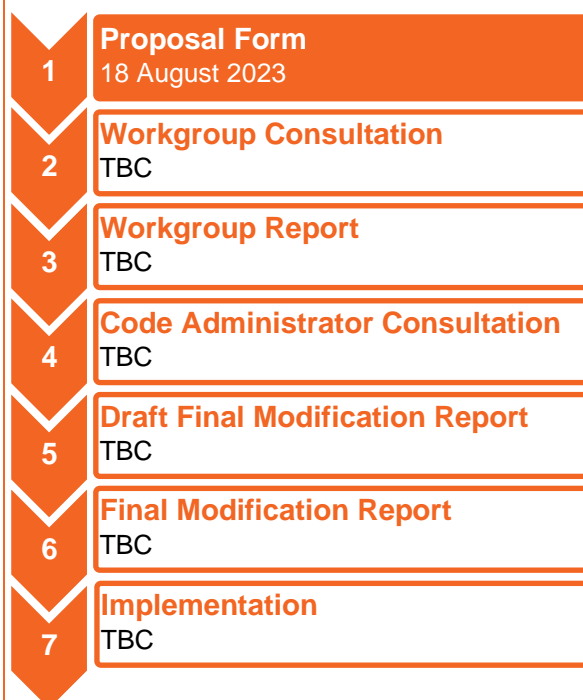 1
Proposal Form
18 August 2023
2
Workgroup Consultation
TBC
3
Workgroup Report
TBC
4
Code Administrator Consultation
TBC
5
Draft Final Modification Report
TBC
6
Final Modification Report
TBC
7
Implementation
TBC